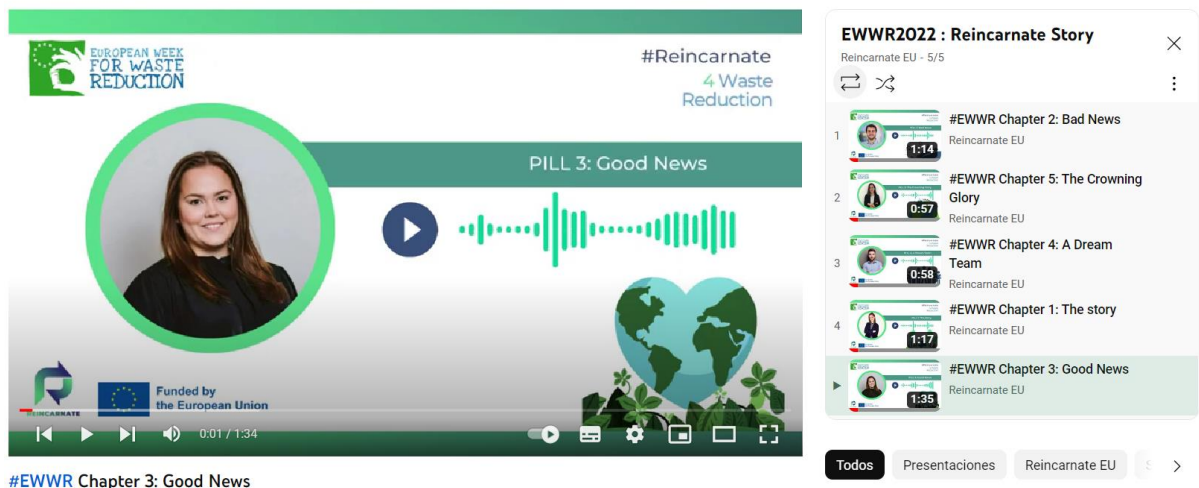 EUROPEAN WEEK
FOR WASTE
REDUCTION
#Reincarnate
4 Waste
Reduction
PILL 3: Good News
REINCARNATE
Funded by
the European Union
0:01 / 1:34
#EWWR Chapter 3: Good News
EWWR2022 : Reincarnate Story
Reincarnate EU - 5/5
1
1:14
#EWWR Chapter 2: Bad News
Reincarnate EU
2
0:57
#EWWR Chapter 5: The Crowning
Glory
Reincarnate EU
3
0:58
#EWWR Chapter 4: A Dream
Team
Reincarnate EU
4
1:17
#EWWR Chapter 1: The story
Reincarnate EU
1:35
#EWWR Chapter 3: Good News
Reincarnate EU
Todos
Presentaciones
Reincarnate EU